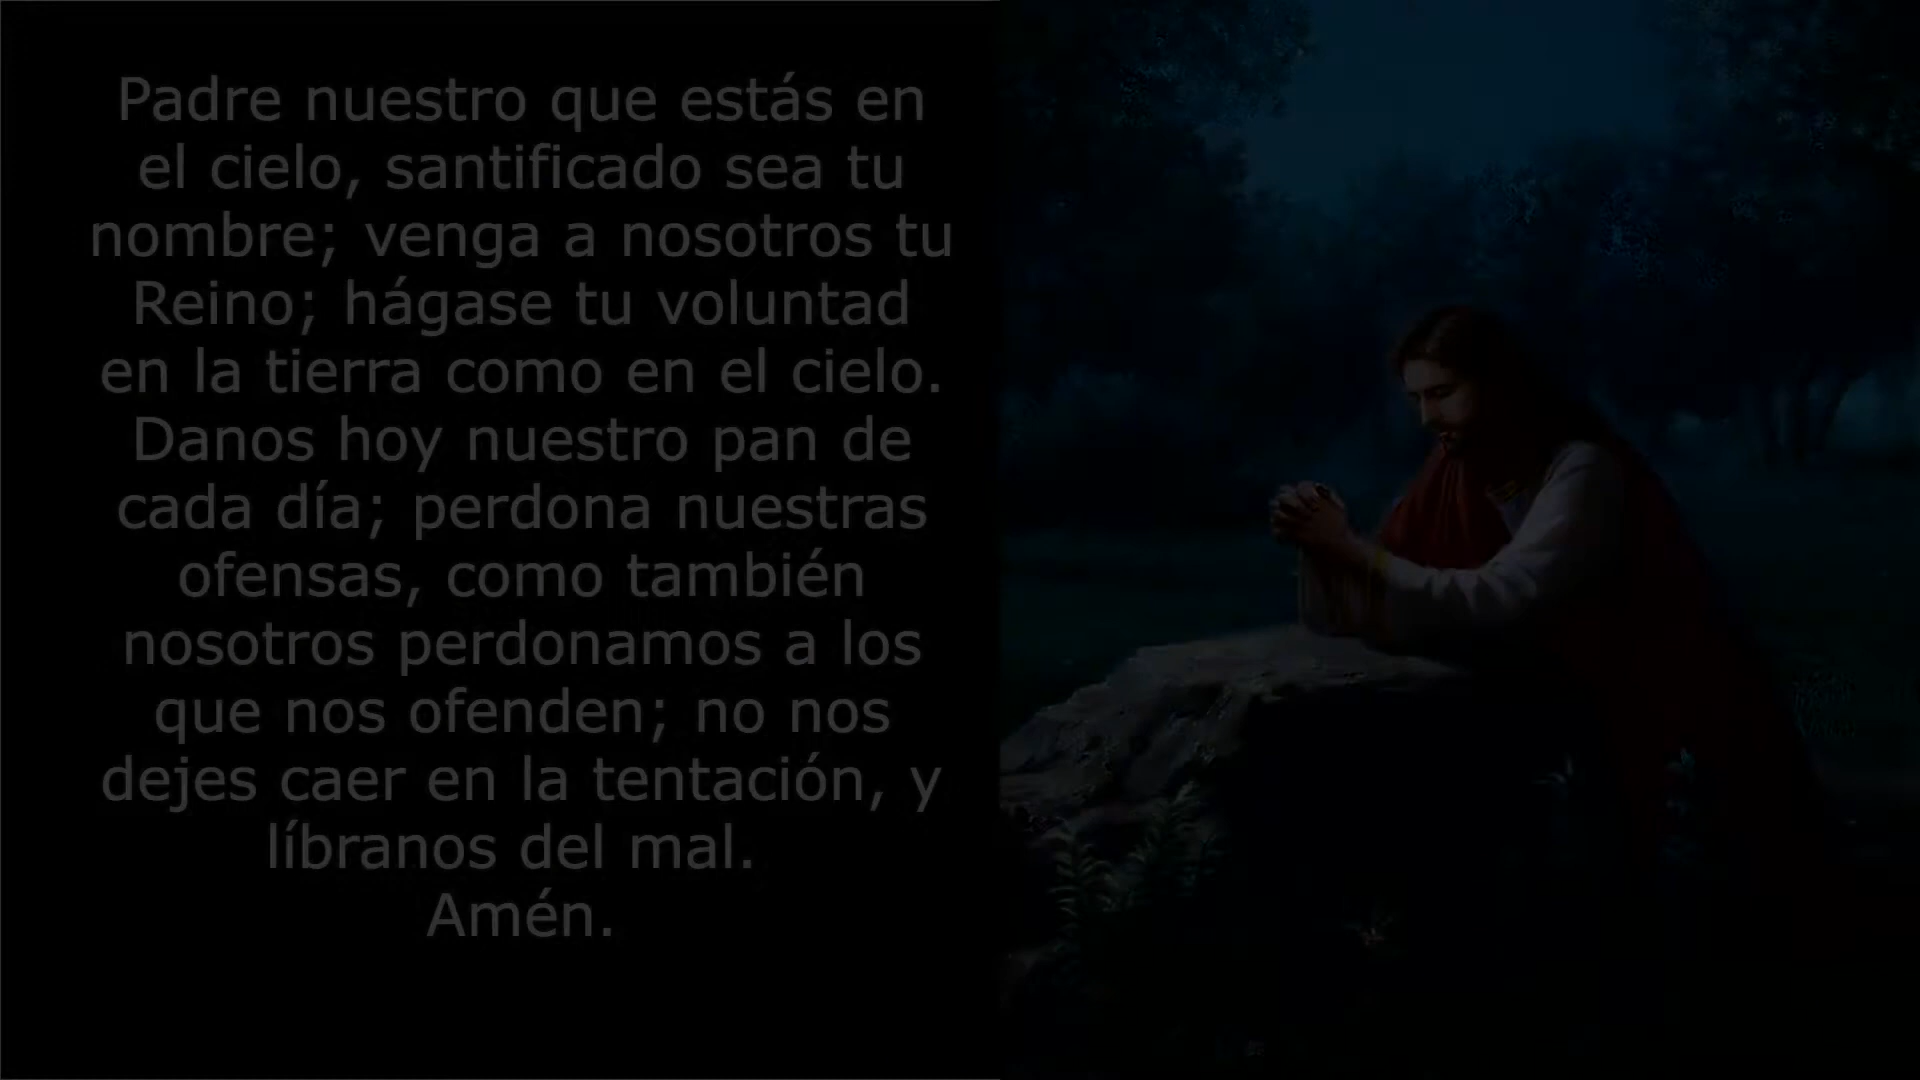 Padre nuestro que estás en
el cielo, santificado sea tu
nombre; venga a nosotros tu
Reino; hágase tu voluntad
en la tierra como en el cielo.
Danos hoy nuestro pan de
cada día; perdona nuestras
ofensas, como también
nosotros perdonamos a los
que nos ofenden; no nos
dejes caer en la tentación, y
líbranos del mal.
Amén.